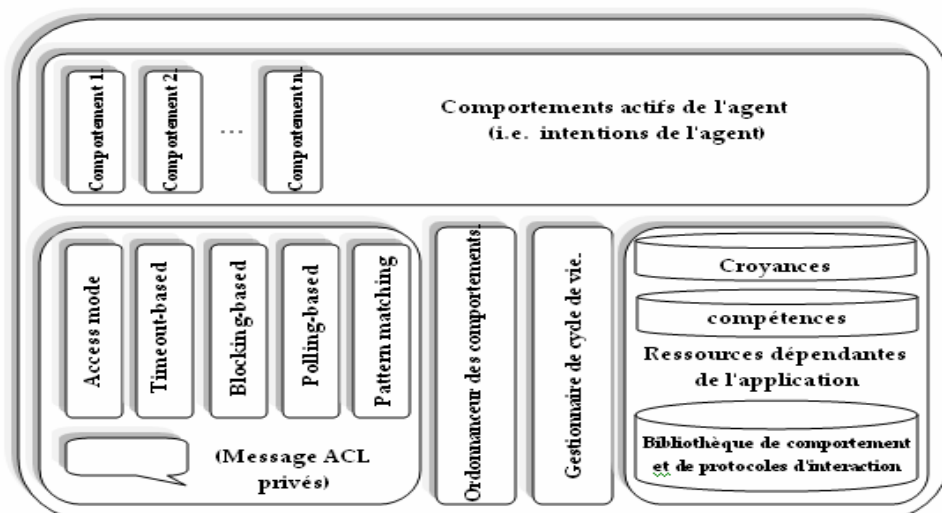 Comportement 1.
Comportement 2.
...
Comportement n.
Comportements actifs de l'agent
(i.e. intentions de l'agent)
Access mode
Timeout-based
Blocking-based
Polling-based
Pattern matching
(Message ACL
privés)
Ordonnanceur des comportements.
Gestionnaire de cycle de vie.
Croyances
compétences
Ressources dépendantes
de l'application
Bibliothèque de comportement
et de protocoles d'interaction